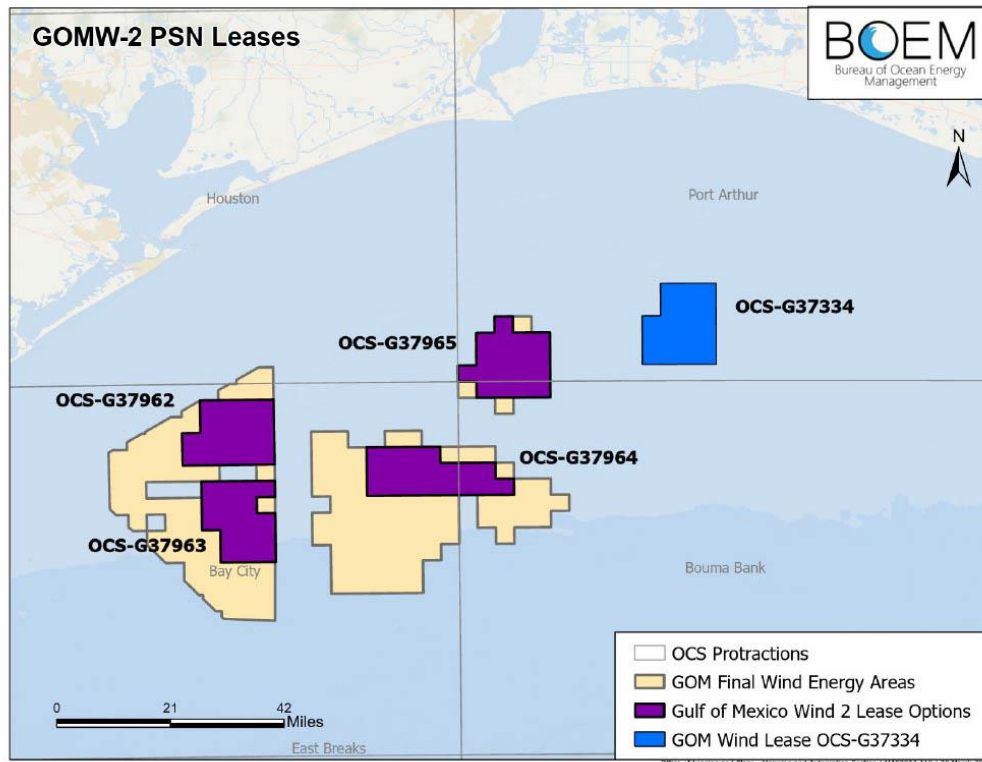 GOMW-2 PSN Leases
BOEM
Bureau of Ocean Energy
Management
N
Houston
Port Arthur
OCS-G37334
OCS-G37965
OCS-G37962
OCS-G37964
OCS-G37963
Bay City
Bouma Bank
0 21 42
Miles
East Breaks
OCS Protractions
GOM Final Wind Energy Areas
Gulf of Mexico Wind 2 Lease Options
GOM Wind Lease OCS-G37334